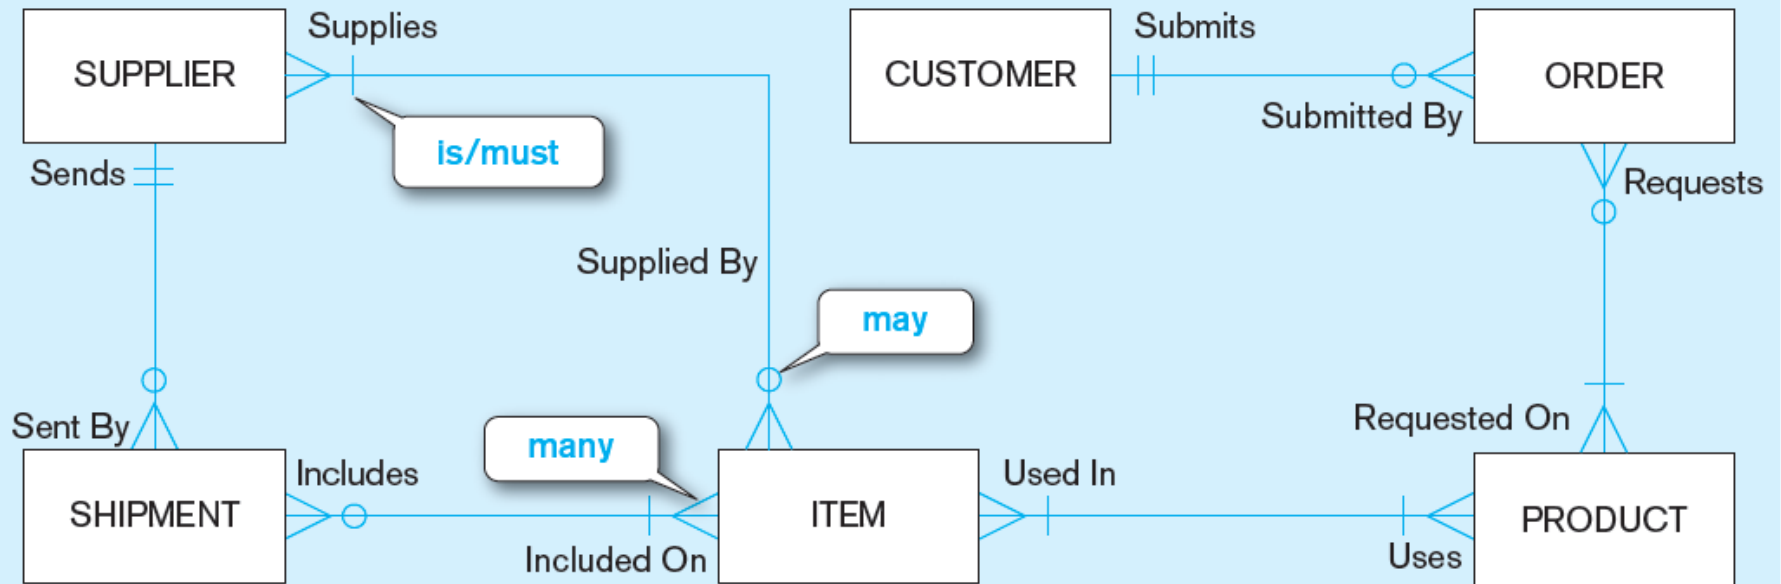 Supplies
Submits
SUPPLIER
CUSTOMER
ORDER
Submitted By
is/must
Sends
Requests
Supplied By
may
Sent By
Requested On
many
Includes
Used In
SHIPMENT
ITEM
PRODUCT
Included On
Uses